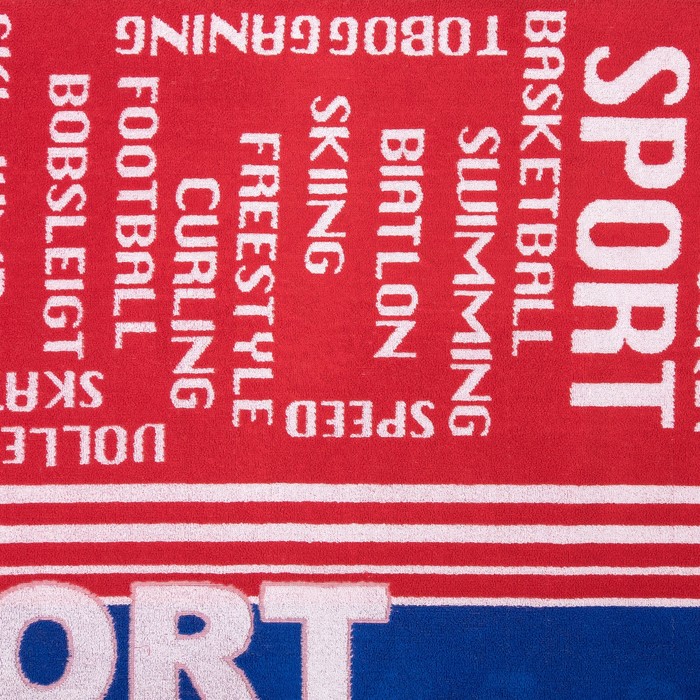 TOBOGGANING
BASKETBALL
SPORT
SWIMMING
BIATLON
SKIING
FREESTYLE
CURLING
FOOTBALL
BOBSLEIGT
SPEED
SKAT
VOLLE
ORT